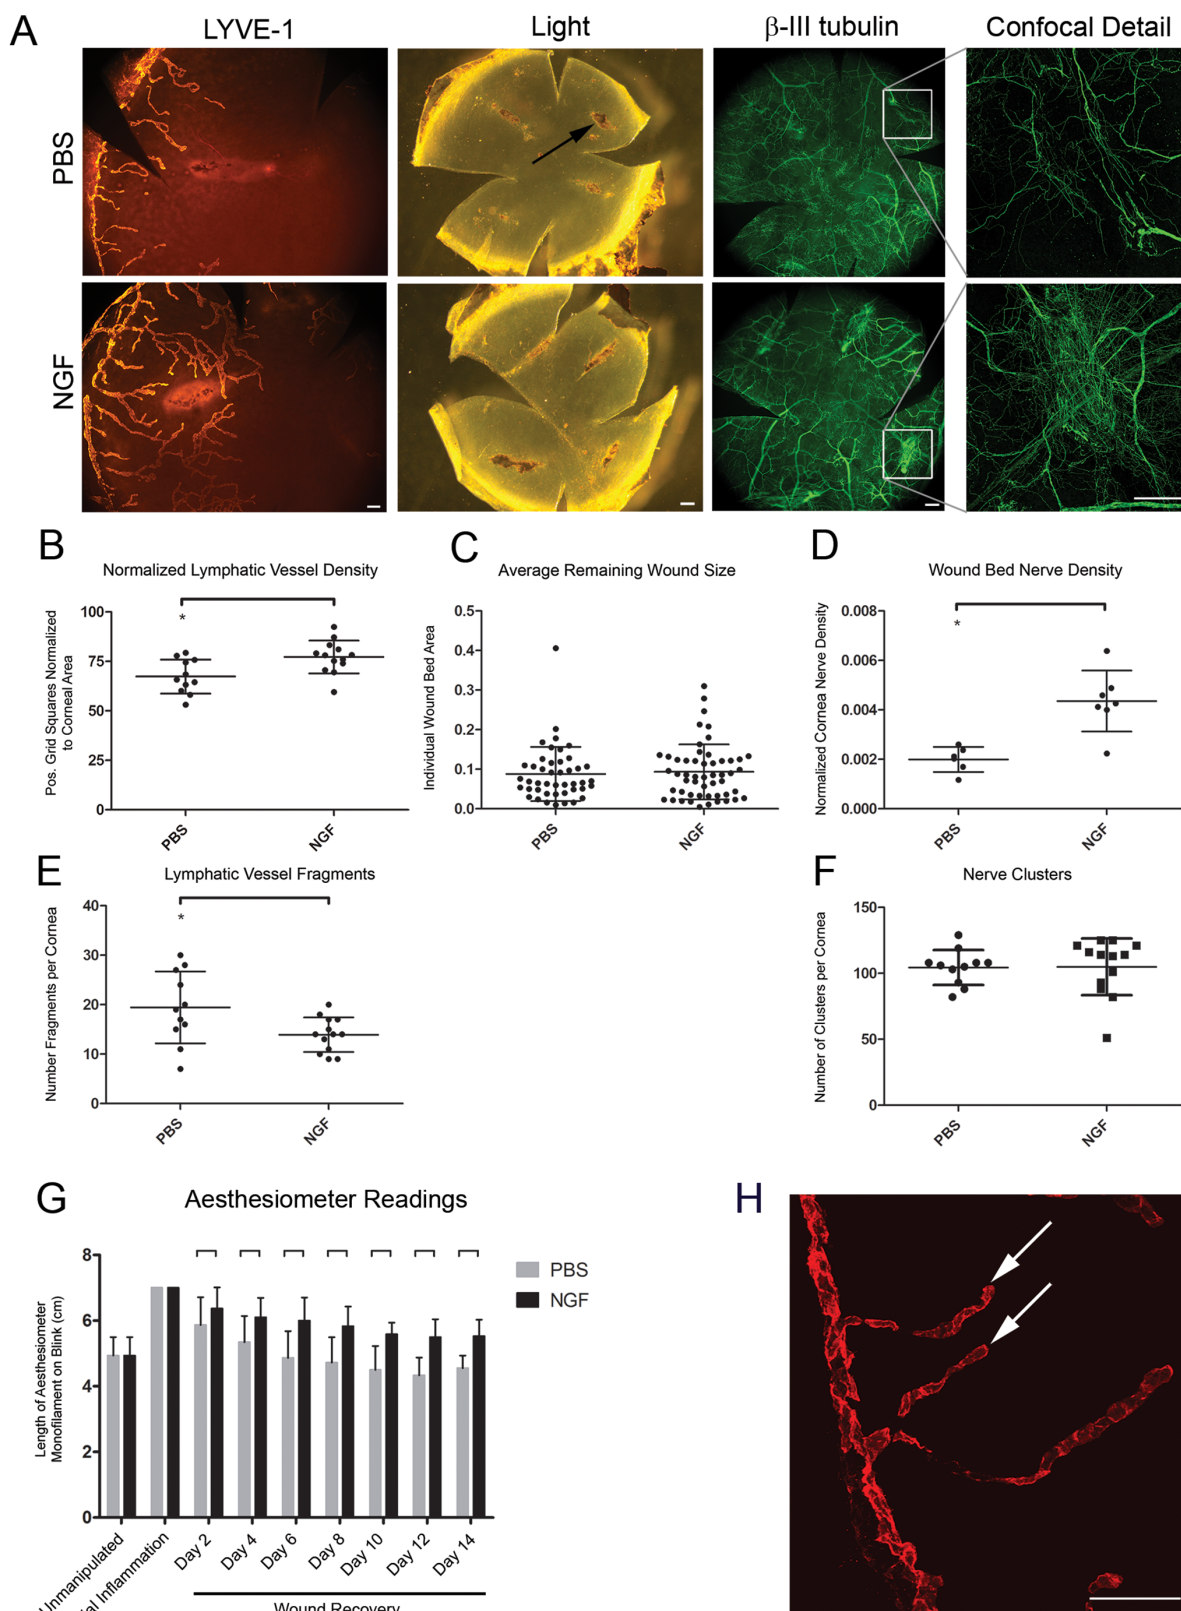 A
LYVE-1
Light
β-III tubulin
Confocal Detail
PBS
NGF
B
Normalized Lymphatic Vessel Density
*
Pos. Grid Squares Normalized
to Corneal Area
100
75
50
25
0
PBS
NGF
C
Average Remaining Wound Size
Individual Wound Bed Area
0.5
0.4
0.3
0.2
0.1
0.0
PBS
NGF
D
Wound Bed Nerve Density
*
Normalized Cornea Nerve Density
0.008
0.006
0.004
0.002
0.000
PBS
NGF
E
Lymphatic Vessel Fragments
*
Number Fragments per Cornea
40
30
20
10
0
PBS
NGF
F
Nerve Clusters
Number of Clusters per Cornea
150
100
50
0
PBS
NGF
G
Aesthesiometer Readings
Length of Aesthesiometer
Monofilament on Blink (cm)
8
6
4
2
0
PBS
NGF
Unmanipulated
Inflammation
Day 2
Day 4
Day 6
Day 8
Day 10
Day 12
Day 14
Wound Recovery
H